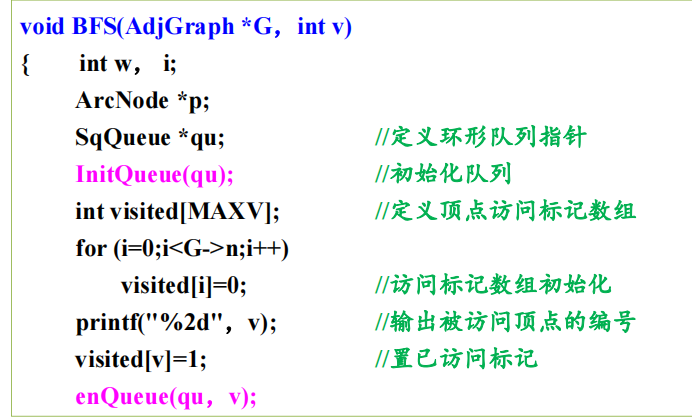 void BFS(AdjGraph *G，int v)
{ int w， i;
ArcNode *p;
SqQueue *qu; //定义环形队列指针
InitQueue(qu); //初始化队列
int visited[MAXV]; //定义顶点访问标记数组
for (i=0;i<G->n;i++)
visited[i]=0; //访问标记数组初始化
printf("%2d"，v); //输出被访问顶点的编号
visited[v]=1; //置已访问标记
enQueue(qu，v);